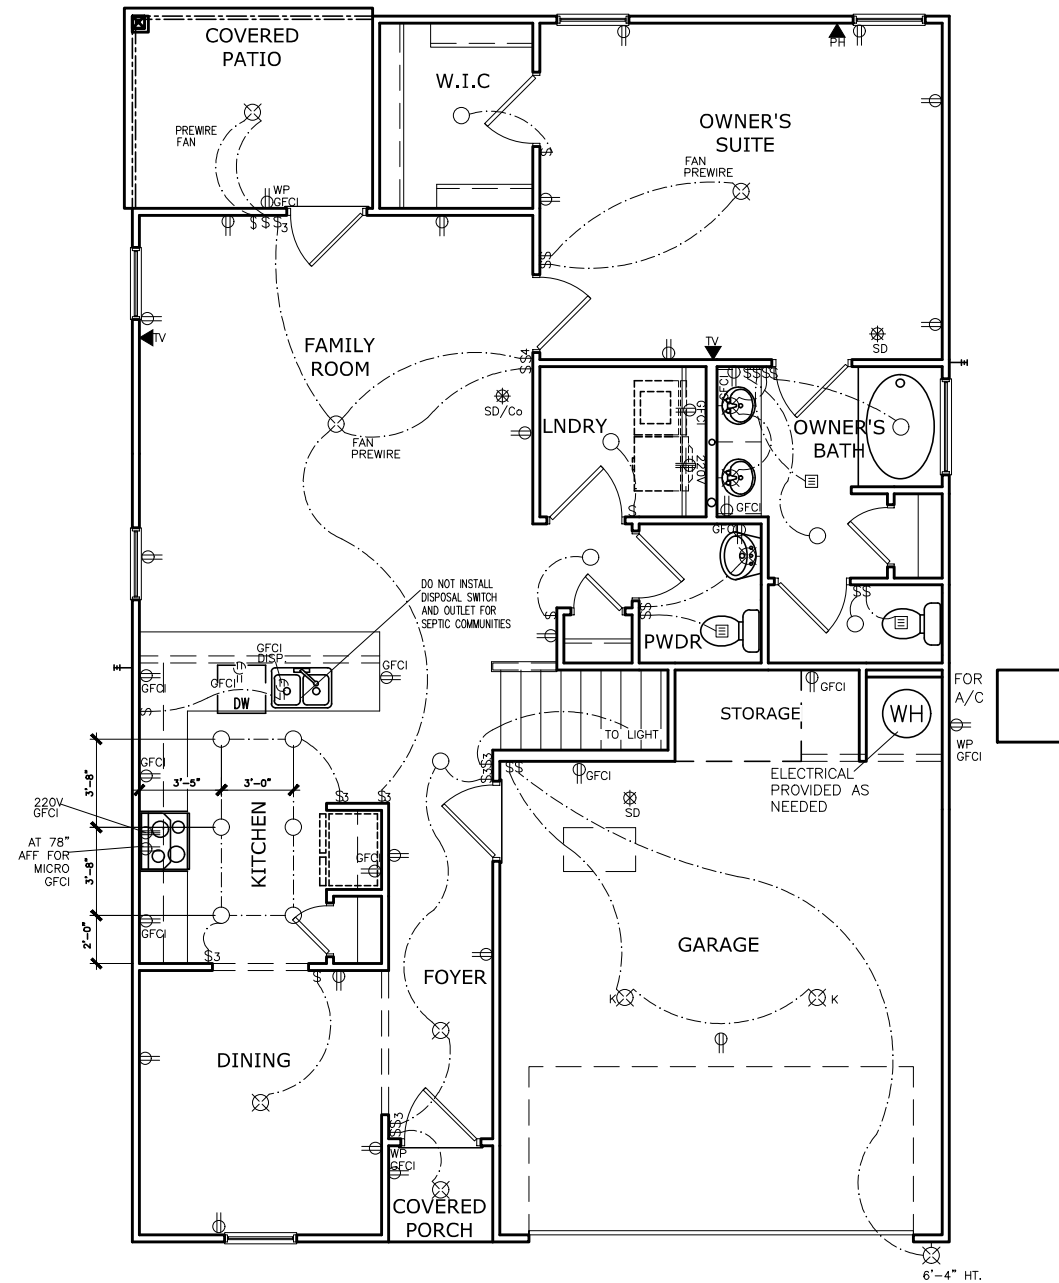 COVERED
PATIO
W.I.C
PH
OWNER'S
SUITE
PREWIRE
FAN
FAN
PREWIRE
WP
GFCI
$ $ $3
$
$$
TV
FAMILY
ROOM
$$4
TV
SD
SD/Co
LNDRY
GFCI
220V
$
GFCI
$$$$
OWNER'S
BATH
GFCI
GFCI
FAN
PREWIRE
DO NOT INSTALL
DISPOSAL SWITCH
AND OUTLET FOR
SEPTIC COMMUNITIES
$
$$
$$
PWDR
GFCI
DISP.
GFCI
GFCI
GFCI
DW
$
GFCI
STORAGE
WH
FOR
A/C
WP
GFCI
TO LIGHT
$3
$3
$$
GFCI
ELECTRICAL
PROVIDED AS
NEEDED
SD
GFCI
3'-5"
3'-0"
3'-8"
3'-8"
2'-0"
220V
GFCI
AT 78"
AFF FOR
MICRO
GFCI
$3
$3
KITCHEN
GFCI
GFCI
$3
$
FOYER
GARAGE
K
K
DINING
$$3
WP
GFCI
COVERED
PORCH
6'-4" HT.